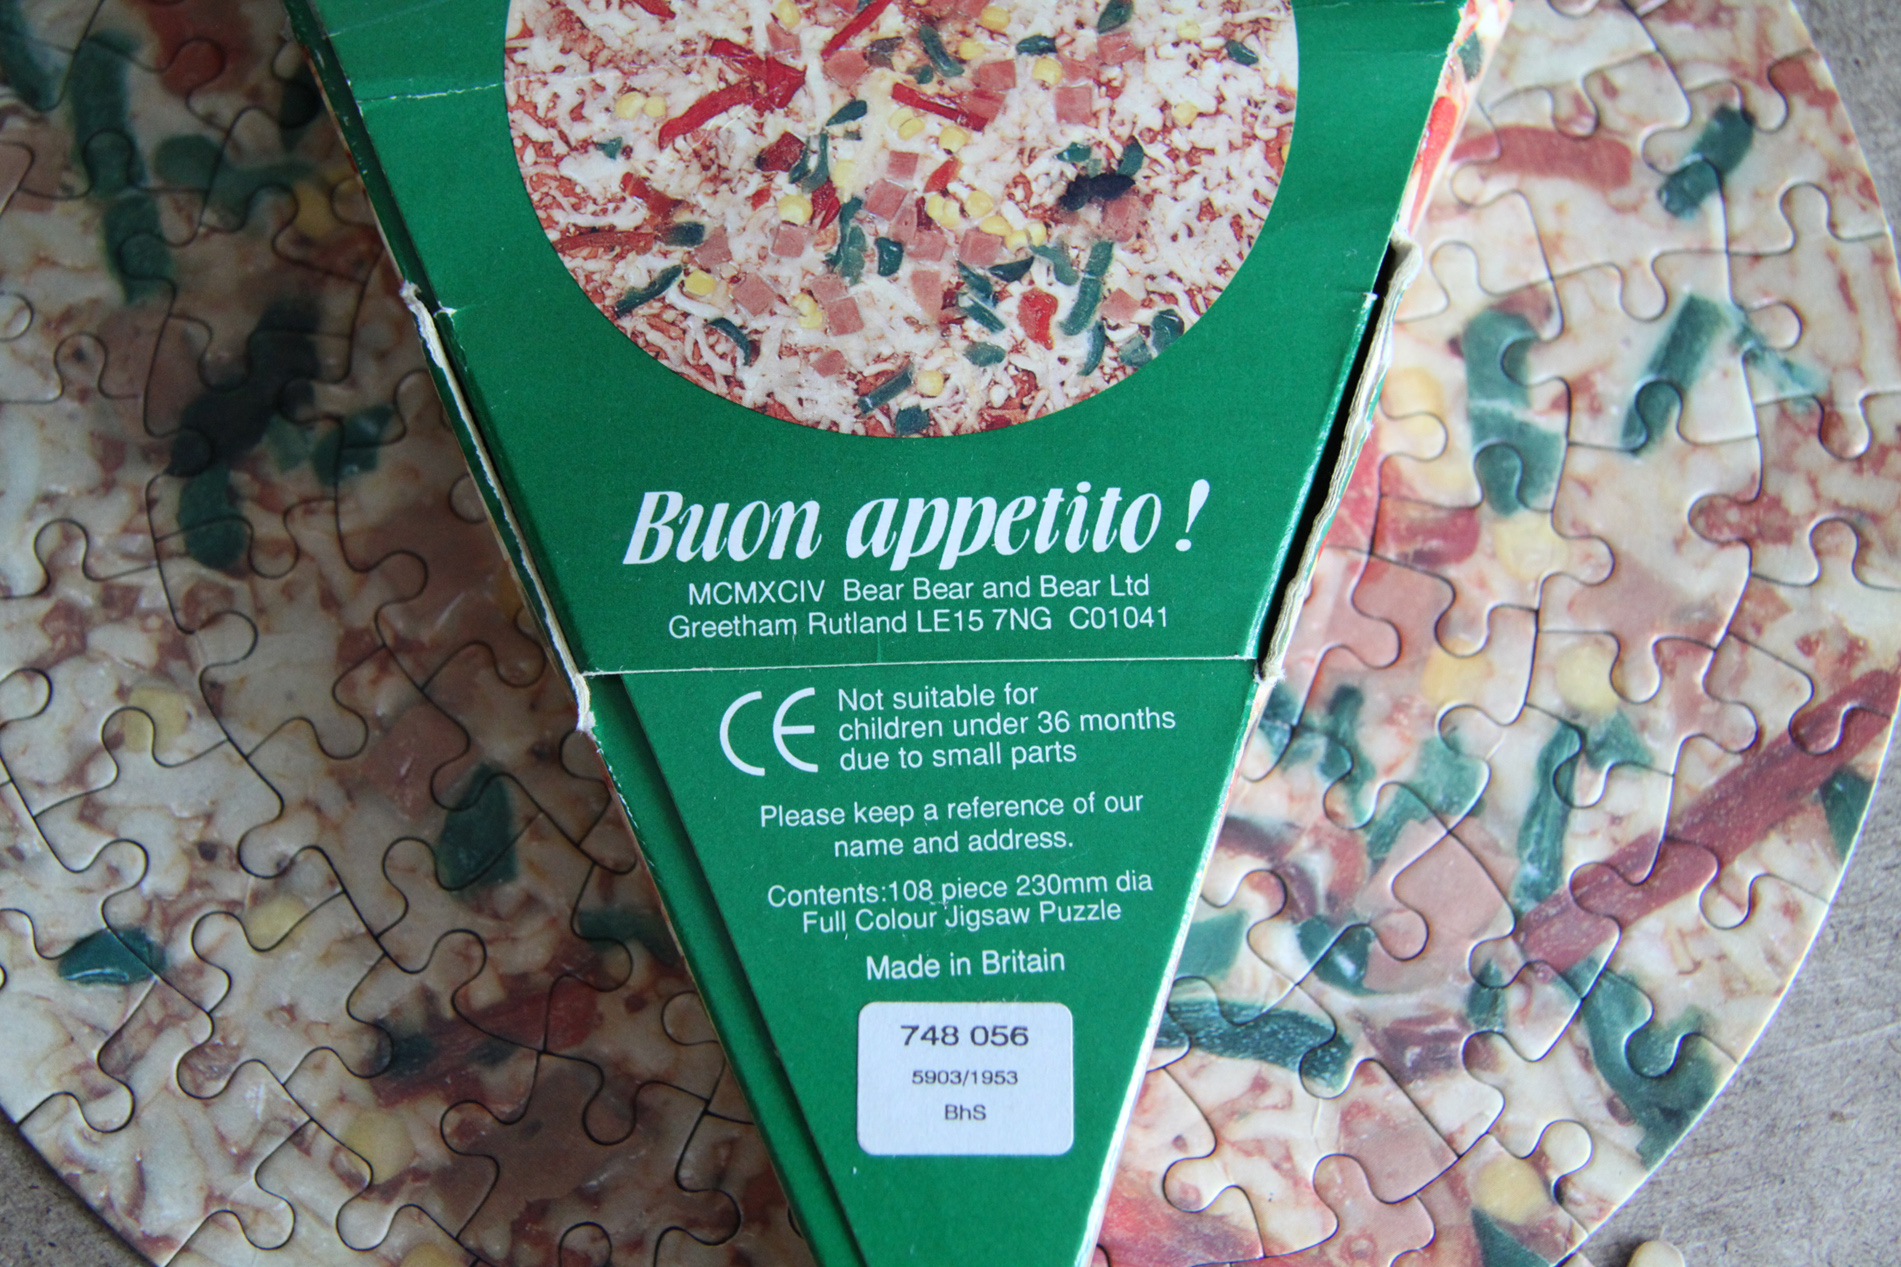 Buon appetito !
MCMXCIV Bear Bear and Bear Ltd
Greetham Rutland LE15 7NG C01041
CE
Not suitable for
children under 36 months
due to small parts
Please keep a reference of our
name and address.
Contents:108 piece 230mm dia
Full Colour Jigsaw Puzzle
Made in Britain
748 056
5903/1953
BhS